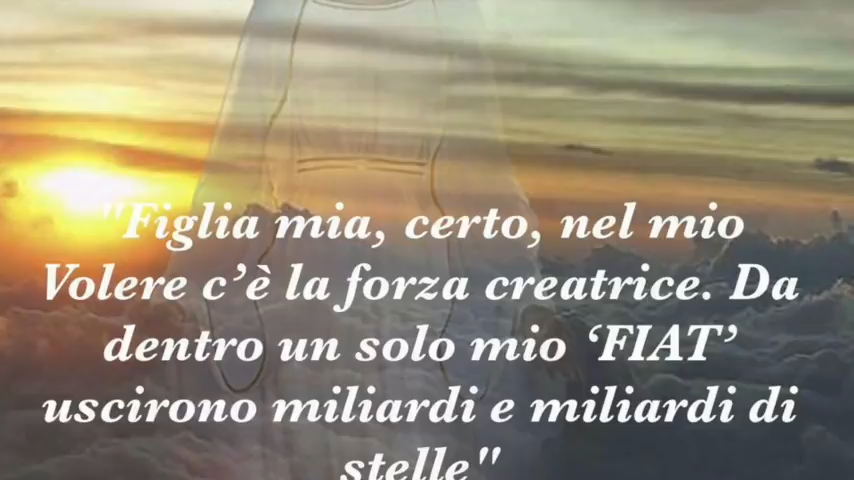 "Figlia mia, certo, nel mio
Volere c’è la forza creatrice. Da
dentro un solo mio ‘FIAT’
uscirono miliardi e miliardi di
stelle"